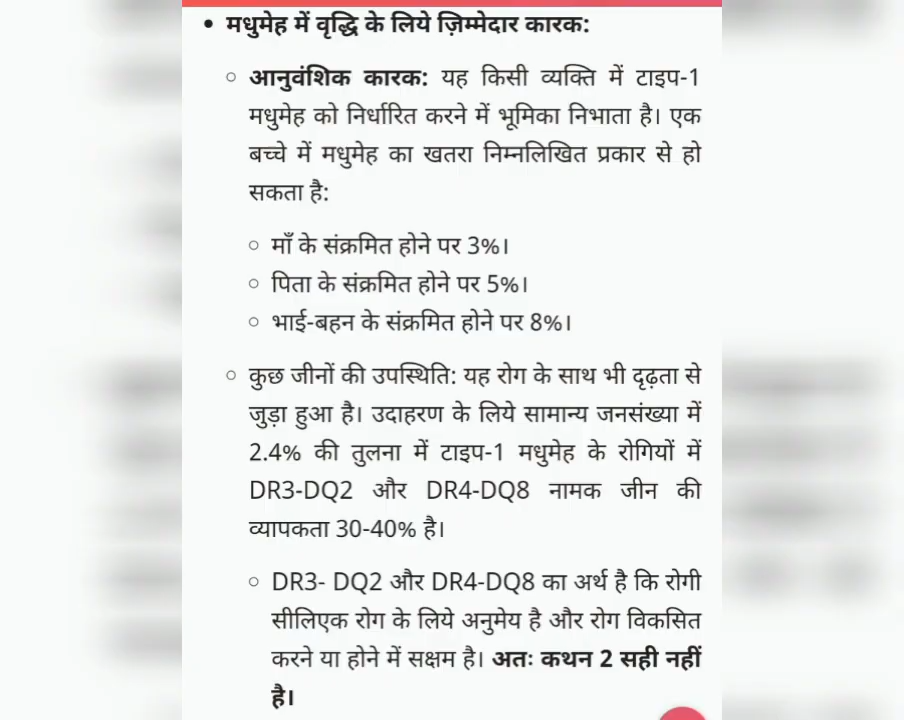 • मधुमेह में वृद्धि के लिये ज़िम्मेदार कारक:
○ आनुवंशिक कारक: यह किसी व्यक्ति में टाइप-1
मधुमेह को निर्धारित करने में भूमिका निभाता है। एक
बच्चे में मधुमेह का खतरा निम्नलिखित प्रकार से हो
सकता है:
○ माँ के संक्रमित होने पर 3%।
○ पिता के संक्रमित होने पर 5%।
○ भाई-बहन के संक्रमित होने पर 8%।
○ कुछ जीनों की उपस्थिति: यह रोग के साथ भी दृढ़ता से
जुड़ा हुआ है। उदाहरण के लिये सामान्य जनसंख्या में
2.4% की तुलना में टाइप-1 मधुमेह के रोगियों में
DR3-DQ2 और DR4-DQ8 नामक जीन की
व्यापकता 30-40% है।
○ DR3- DQ2 और DR4-DQ8 का अर्थ है कि रोगी
सीलिएक रोग के लिये अनुमेय है और रोग विकसित
करने या होने में सक्षम है। अतः कथन 2 सही नहीं
है।